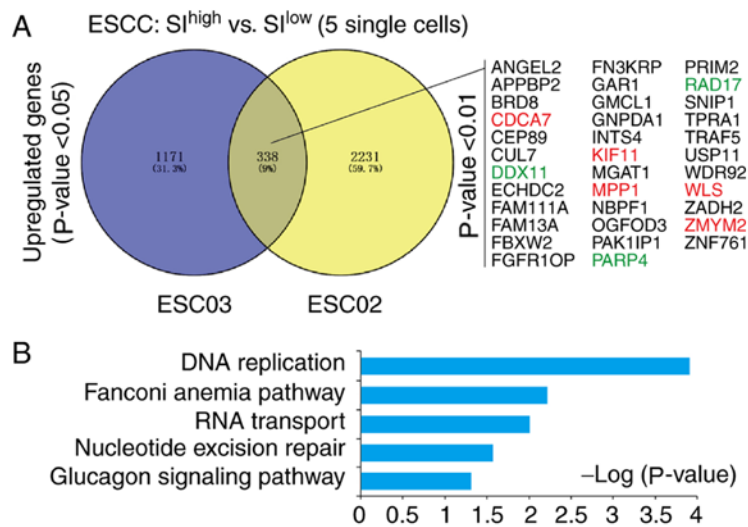 A
ESCC: SIhigh vs. SIlow (5 single cells)
Upregulated genes
(P-value <0.05)
1171
(31.3%)
338
(9%)
2231
(59.7%)
ESC03
ESC02
P-value <0.01
ANGEL2 FN3KRP PRIM2
APPBP2 GAR1 RAD17
BRD8 GMCL1 SNIP1
CDCA7 GNPDA1 TPRA1
CEP89 INTS4 TRAF5
CUL7 KIF11 USP11
DDX11 MGAT1 WDR92
ECHDC2 MPP1 WLS
FAM111A NBPF1 ZADH2
FAM13A OGFOD3 ZMYM2
FBXW2 PAK1IP1 ZNF761
FGFR1OP PARP4
B
DNA replication
Fanconi anemia pathway
RNA transport
Nucleotide excision repair
Glucagon signaling pathway
−Log (P-value)
0 0.5 1 1.5 2 2.5 3 3.5 4